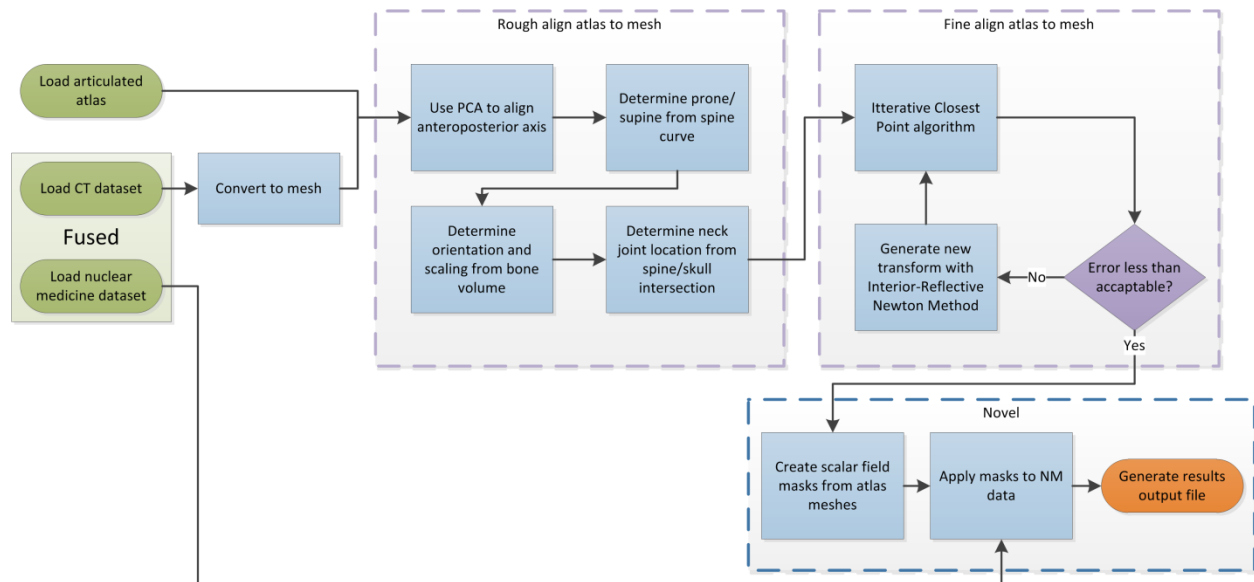 Rough align atlas to mesh
Fine align atlas to mesh
Load articulated
atlas
Use PCA to align
anteroposterior axis
Determine prone/
supine from spine
curve
Itterative Closest
Point algorithm
Load CT dataset
Convert to mesh
Fused
Load nuclear
medicine dataset
Determine
orientation and
scaling from bone
volume
Determine neck
joint location from
spine/skull
intersection
Generate new
transform with
Interior-Reflective
Newton Method
No
Error less than
accaptable?
Yes
Novel
Create scalar field
masks from atlas
meshes
Apply masks to NM
data
Generate results
output file